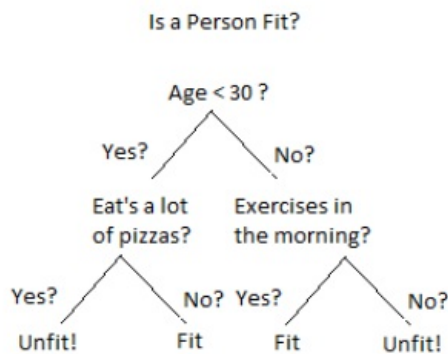 Is a Person Fit?
Age < 30 ?
Yes?
No?
Eat's a lot
of pizzas?
Exercises in
the morning?
Yes?
No?
Yes?
No?
Unfit!
Fit
Fit
Unfit!